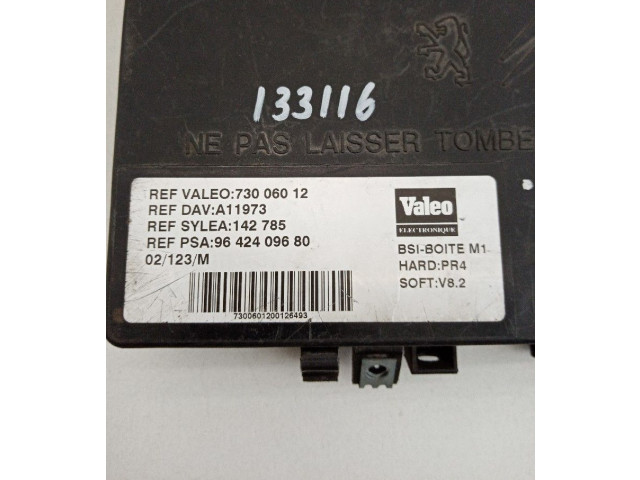 133116
NE PAS LAISSER TOMBE
REF VALEO:730 060 12
REF DAV:A11973
REF SYLEA:142 785
REF PSA:96 424 096 80
02/123/M
7300601200126493
Valeo
ELECTRONIQUE
BSI-BOITE M1
HARD:PR4
SOFT:V8.2